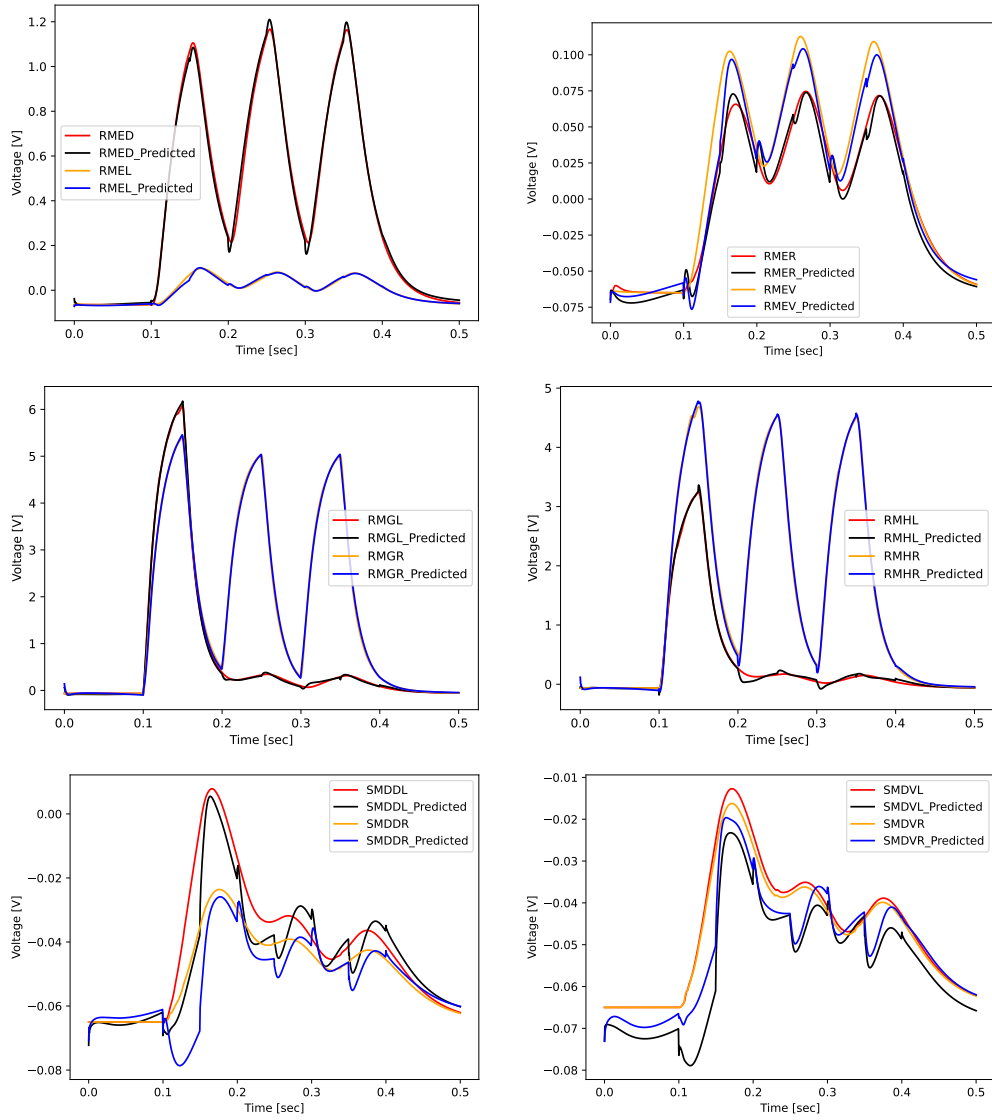 1.2
1.0
0.8
0.6
0.4
0.2
0.0
Voltage [V]
RMED
RMED_Predicted
RMEL
RMEL_Predicted
0.0 0.1 0.2 0.3 0.4 0.5
Time [sec]
0.100
0.075
0.050
0.025
0.000
−0.025
−0.050
−0.075
Voltage [V]
RMER
RMER_Predicted
RMEV
RMEV_Predicted
0.0 0.1 0.2 0.3 0.4 0.5
Time [sec]
6
5
4
3
2
1
0
Voltage [V]
RMGL
RMGL_Predicted
RMGR
RMGR_Predicted
0.0 0.1 0.2 0.3 0.4 0.5
Time [sec]
5
4
3
2
1
0
Voltage [V]
RMHL
RMHL_Predicted
RMHR
RMHR_Predicted
0.0 0.1 0.2 0.3 0.4 0.5
Time [sec]
0.00
−0.02
−0.04
−0.06
−0.08
Voltage [V]
SMDDL
SMDDL_Predicted
SMDDR
SMDDR_Predicted
0.0 0.1 0.2 0.3 0.4 0.5
Time [sec]
−0.01
−0.02
−0.03
−0.04
−0.05
−0.06
−0.07
−0.08
Voltage [V]
SMDVL
SMDVL_Predicted
SMDVR
SMDVR_Predicted
0.0 0.1 0.2 0.3 0.4 0.5
Time [sec]